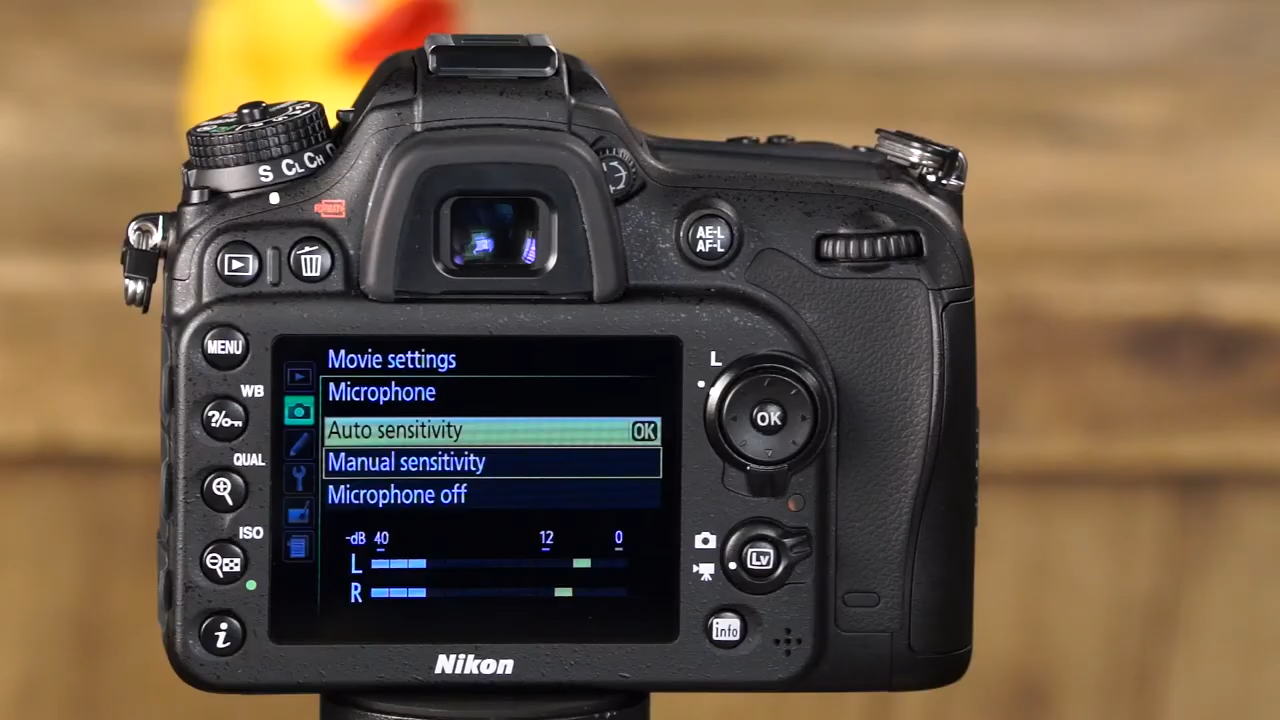 S CL CH
FORMAT
AE-L
AF-L
MENU
WB
?/
QUAL
ISO
i
Movie settings
Microphone
Auto sensitivity OK
Manual sensitivity
Microphone off
-dB 40 12 0
L
R
L
OK
Lv
info
Nikon